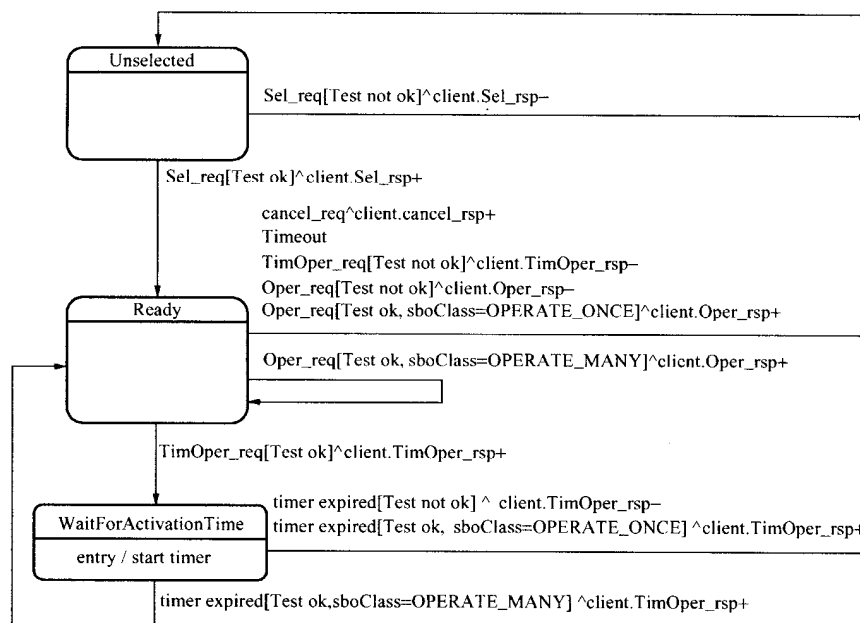 Unselected
Sel_req[Test not ok]^client.Sel_rsp−
Sel_req[Test ok]^client.Sel_rsp+
cancel_req^client.cancel_rsp+
Timeout
TimOper_req[Test not ok]^client.TimOper_rsp−
Oper_req[Test not ok]^client.Oper_rsp−
Oper_req[Test ok, sboClass=OPERATE_ONCE]^client.Oper_rsp+
Ready
Oper_req[Test ok, sboClass=OPERATE_MANY]^client.Oper_rsp+
TimOper_req[Test ok]^client.TimOper_rsp+
timer expired[Test not ok] ^ client.TimOper_rsp−
timer expired[Test ok, sboClass=OPERATE_ONCE] ^client.TimOper_rsp+
WaitForActivationTime
entry / start timer
timer expired[Test ok,sboClass=OPERATE_MANY] ^client.TimOper_rsp+